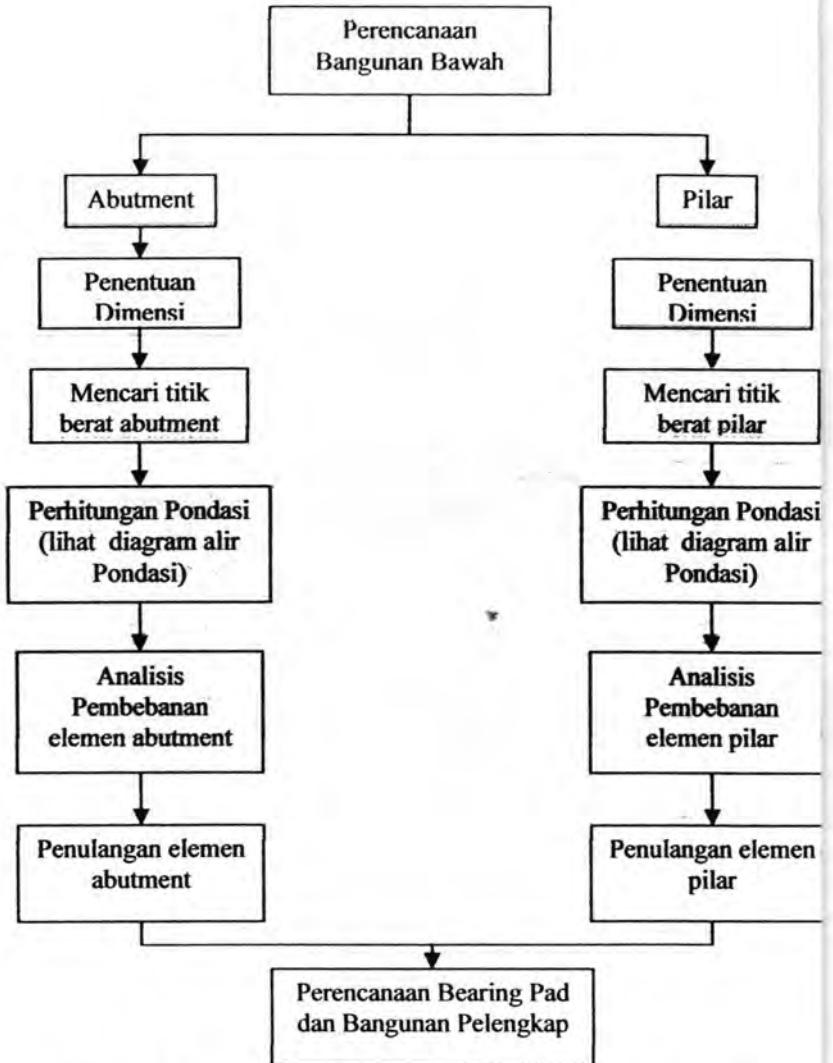 Perencanaan
Bangunan Bawah
Abutment
Pilar
Penentuan
Dimensi
Penentuan
Dimensi
Mencari titik
berat abutment
Mencari titik
berat pilar
Perhitungan Pondasi
(lihat diagram alir
Pondasi)
Perhitungan Pondasi
(lihat diagram alir
Pondasi)
Analisis
Pembebanan
elemen abutment
Analisis
Pembebanan
elemen pilar
Penulangan elemen
abutment
Penulangan elemen
pilar
Perencanaan Bearing Pad
dan Bangunan Pelengkap